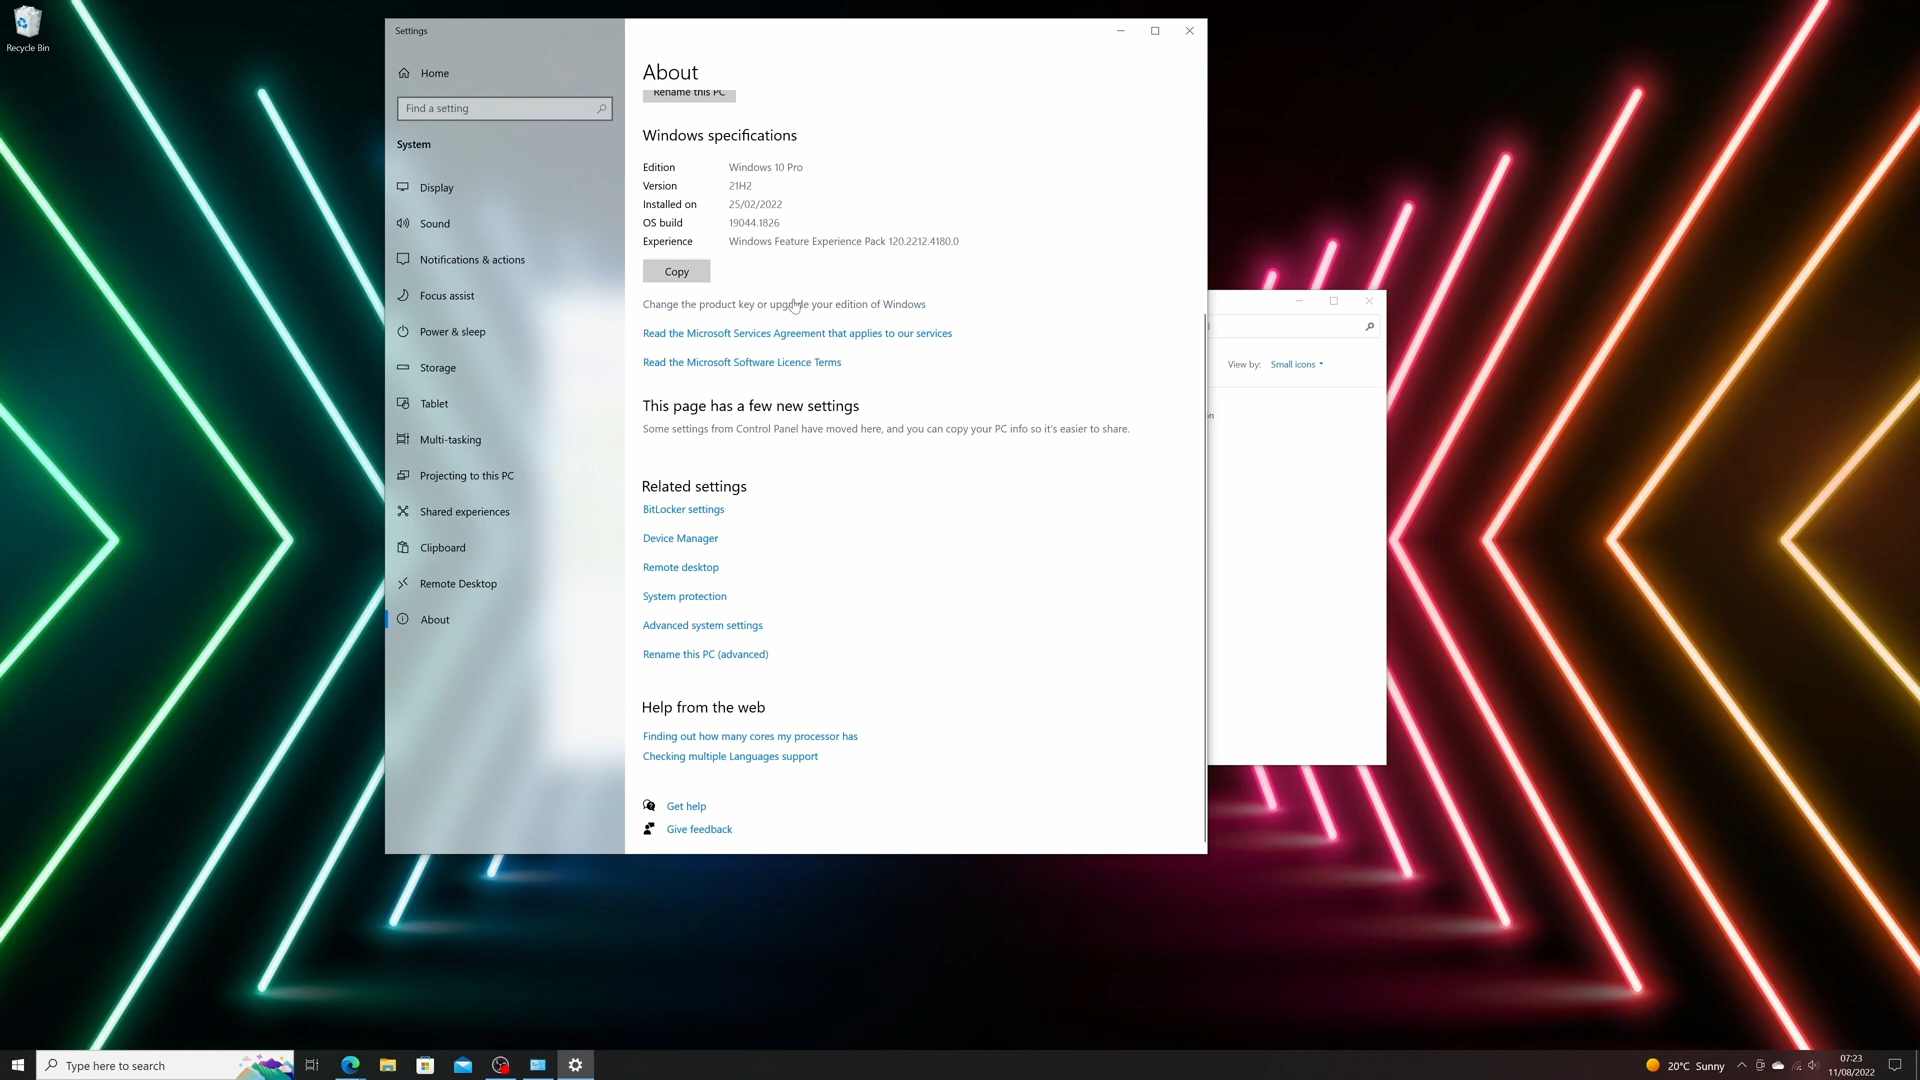 Recycle Bin
Settings
Home
Find a setting
System
Display
Sound
Notifications & actions
Focus assist
Power & sleep
Storage
Tablet
Multi-tasking
Projecting to this PC
Shared experiences
Clipboard
Remote Desktop
About
About
Rename this PC
Windows specifications
Edition Windows 10 Pro
Version 21H2
Installed on 25/02/2022
OS build 19044.1826
Experience Windows Feature Experience Pack 120.2212.4180.0
Copy
Change the product key or upgrade your edition of Windows
Read the Microsoft Services Agreement that applies to our services
Read the Microsoft Software Licence Terms
This page has a few new settings
Some settings from Control Panel have moved here, and you can copy your PC info so it's easier to share.
Related settings
BitLocker settings
Device Manager
Remote desktop
System protection
Advanced system settings
Rename this PC (advanced)
Help from the web
Finding out how many cores my processor has
Checking multiple Languages support
Get help
Give feedback
View by: Small icons
Type here to search
20°C Sunny
07:23
11/08/2022